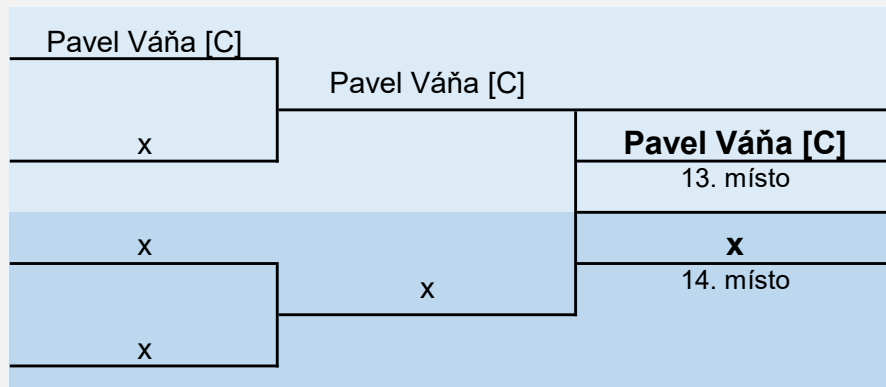 Pavel Váňa [C]
Pavel Váňa [C]
x
Pavel Váňa [C]
13. místo
x
x
14. místo
x
x